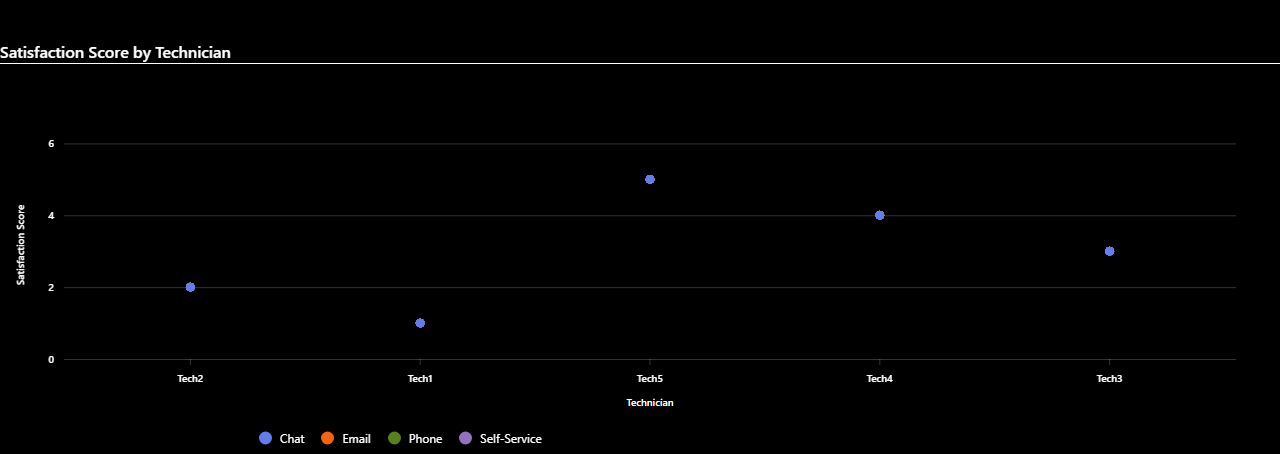 Satisfaction Score by Technician
6
4
2
0
Satisfaction Score
Tech2 Tech1 Tech5 Tech4 Tech3
Technician
Chat Email Phone Self-Service